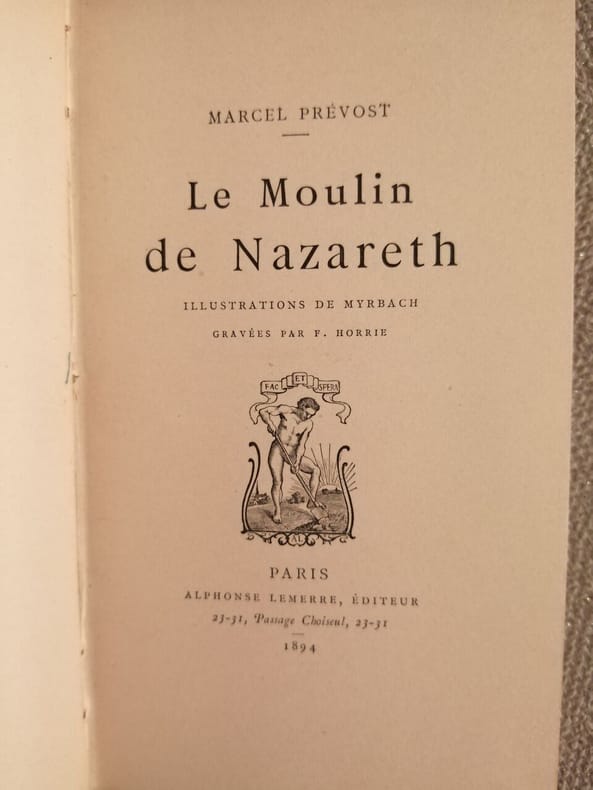 MARCEL PRÉVOST
Le Moulin
de Nazareth
ILLUSTRATIONS DE MYRBACH
GRAVÉES PAR F. HORRIE
FAC ET SPERA
AL
PARIS
ALPHONSE LEMERRE, ÉDITEUR
23-31, Passage Choiseul, 23-31
1894